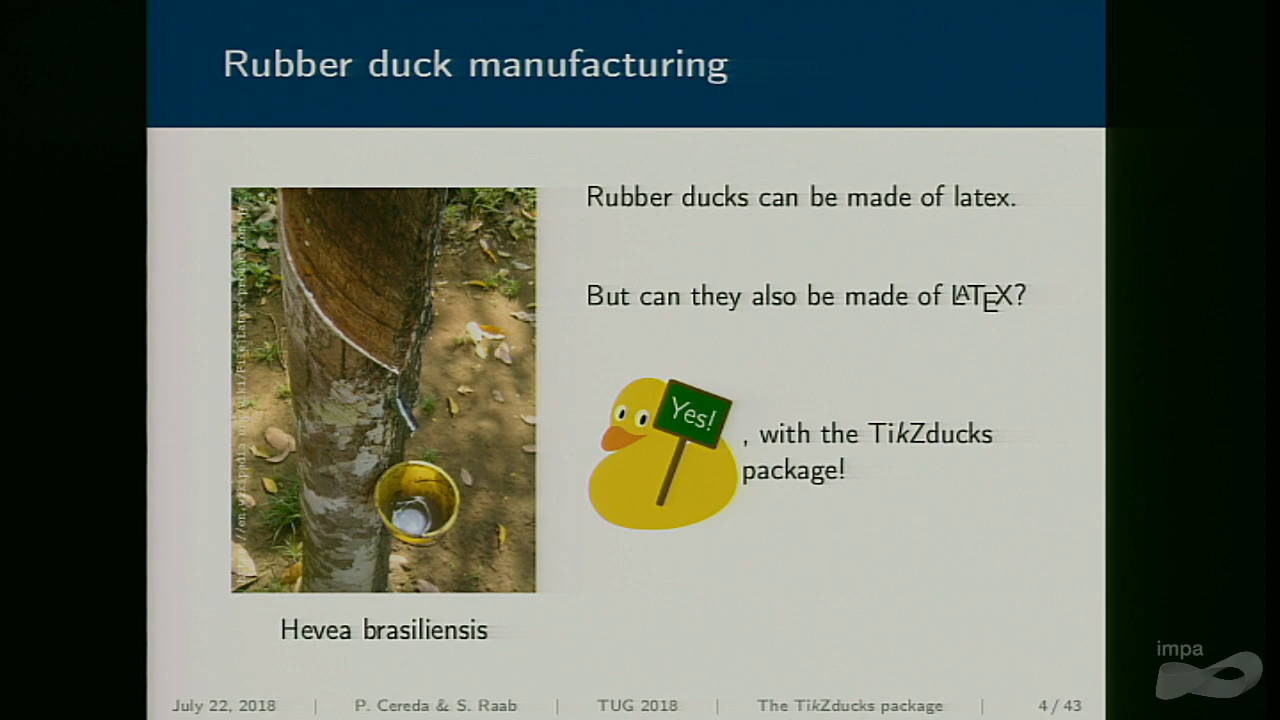 Rubber duck manufacturing
Rubber ducks can be made of latex.
But can they also be made of LATEX?
Yes!
, with the TikZducks
package!
Hevea brasiliensis
July 22, 2018 | P. Cereda & S. Raab | TUG 2018 | The TikZducks package | 4 / 43
impa